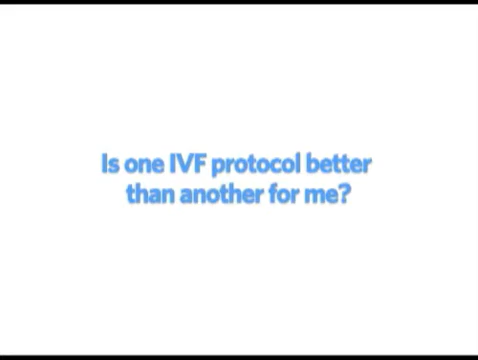 Is one IVF protocol better
than another for me?